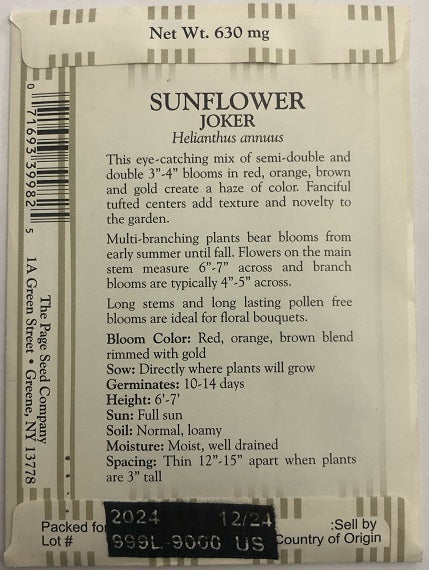 Net Wt. 630 mg
SUNFLOWER
JOKER
Helianthus annuus
This eye-catching mix of semi-double and
double 3"-4" blooms in red, orange, brown
and gold create a haze of color. Fanciful
tufted centers add texture and novelty to
the garden.
Multi-branching plants bear blooms from
early summer until fall. Flowers on the main
stem measure 6"-7" across and branch
blooms are typically 4"-5" across.
Long stems and long lasting pollen free
blooms are ideal for floral bouquets.
Bloom Color: Red, orange, brown blend
rimmed with gold
Sow: Directly where plants will grow
Germinates: 10-14 days
Height: 6'-7'
Sun: Full sun
Soil: Normal, loamy
Moisture: Moist, well drained
Spacing: Thin 12"-15" apart when plants
are 3" tall
0 71693 39982 5
The Page Seed Company
1A Green Street • Greene, NY 13778
Packed for 2024 12/24 :Sell by
Lot # 999L-9000 US Country of Origin